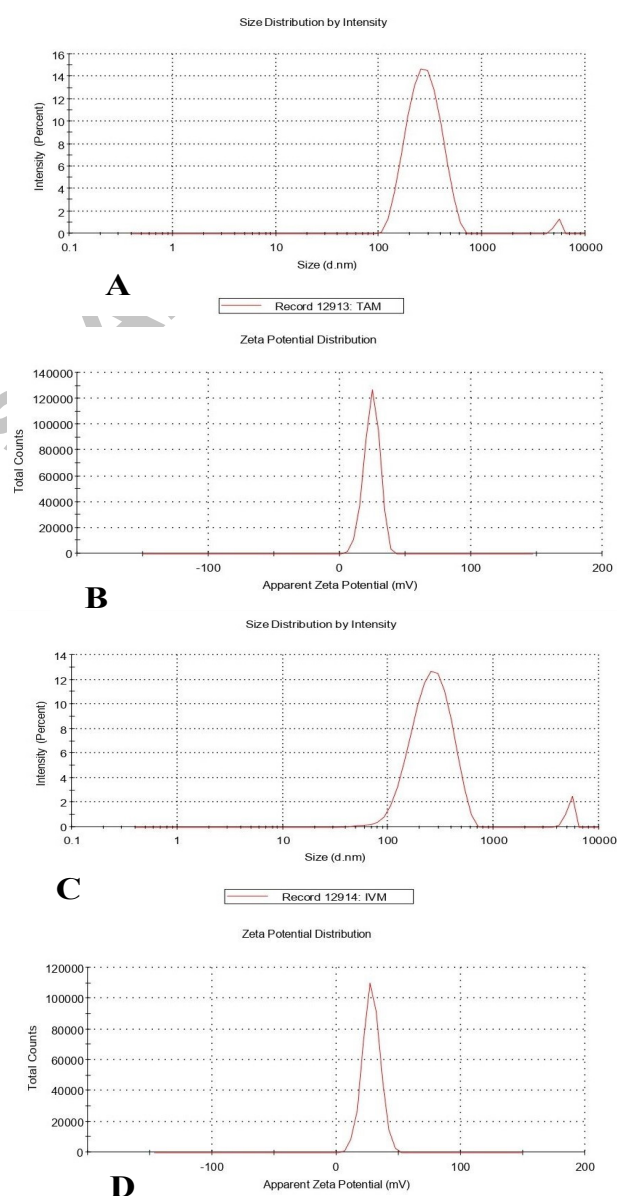 Size Distribution by Intensity
16
14
12
10
8
6
4
2
0
Intensity (Percent)
0.1 1 10 100 1000 10000
Size (d.nm)
A
Record 12913: TAM
Zeta Potential Distribution
140000
120000
100000
80000
60000
40000
20000
0
Total Counts
-100 0 100 200
Apparent Zeta Potential (mV)
B
Size Distribution by Intensity
14
12
10
8
6
4
2
0
Intensity (Percent)
0.1 1 10 100 1000 10000
Size (d.nm)
C
Record 12914: IVM
Zeta Potential Distribution
120000
100000
80000
60000
40000
20000
0
Total Counts
-100 0 100 200
Apparent Zeta Potential (mV)
D